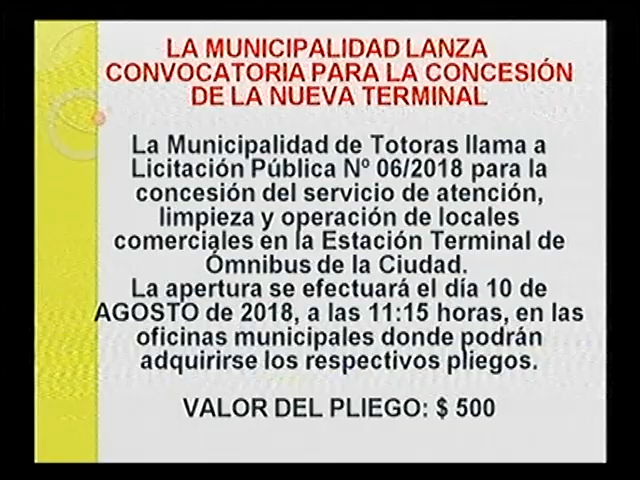 LA MUNICIPALIDAD LANZA
CONVOCATORIA PARA LA CONCESIÓN
DE LA NUEVA TERMINAL
La Municipalidad de Totoras llama a
Licitación Pública Nº 06/2018 para la
concesión del servicio de atención,
limpieza y operación de locales
comerciales en la Estación Terminal de
Ómnibus de la Ciudad.
La apertura se efectuará el día 10 de
AGOSTO de 2018, a las 11:15 horas, en las
oficinas municipales donde podrán
adquirirse los respectivos pliegos.
VALOR DEL PLIEGO: $ 500